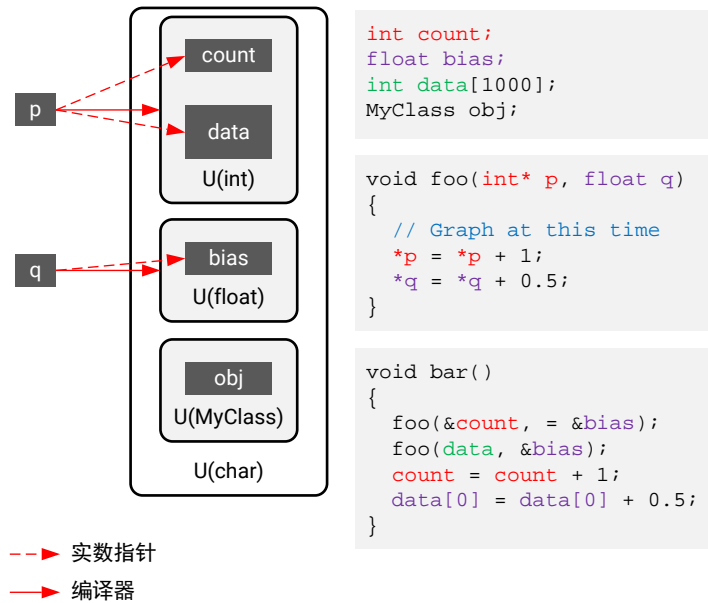 count
p
data
U(int)
bias
q
U(float)
obj
U(MyClass)
U(char)
实数指针
编译器
int count;
float bias;
int data[1000];
MyClass obj;
void foo(int* p, float q)
{
// Graph at this time
*p = *p + 1;
*q = *q + 0.5;
}
void bar()
{
foo(&count, = &bias);
foo(data, &bias);
count = count + 1;
data[0] = data[0] + 0.5;
}